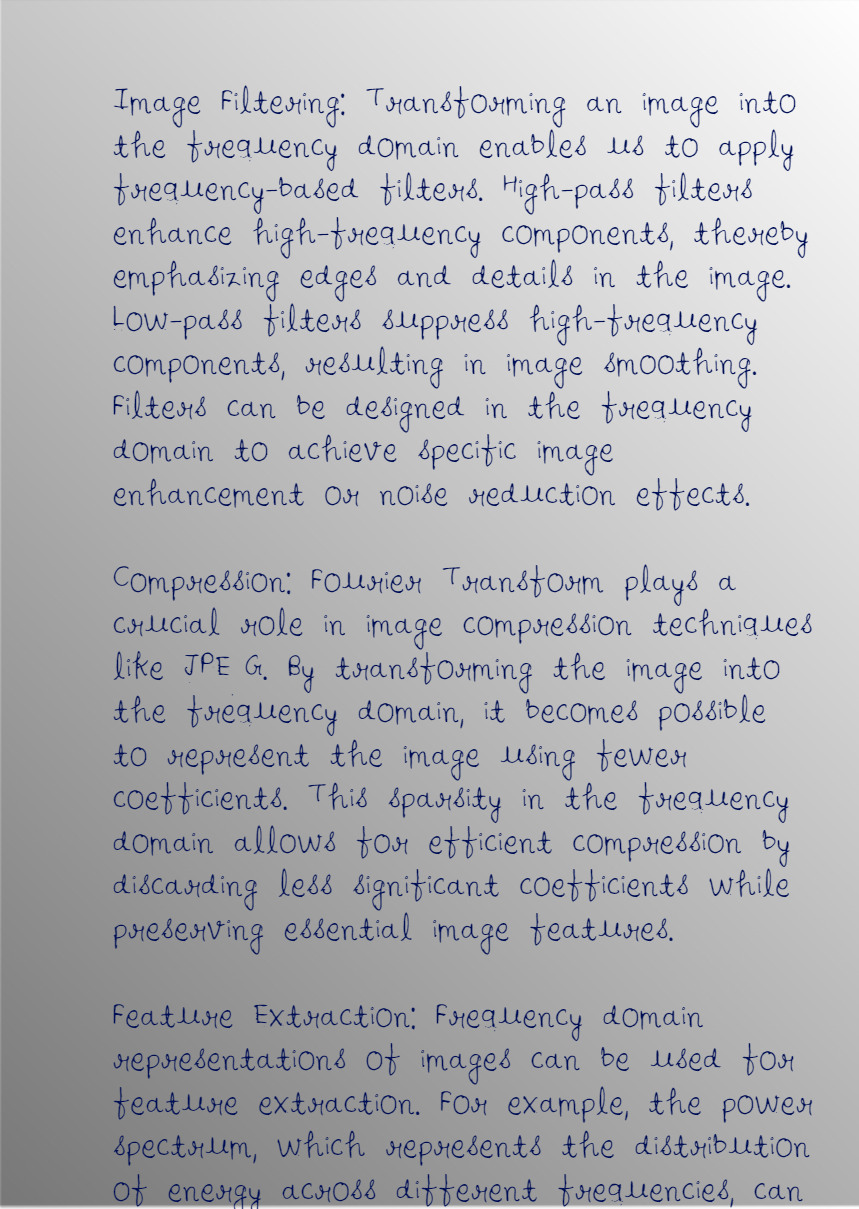 Image Filtering: Transforming an image into
the frequency domain enables us to apply
frequency-based filters. High-pass filters
enhance high-frequency components, thereby
emphasizing edges and details in the image.
Low-pass filters suppress high-frequency
components, resulting in image smoothing.
Filters can be designed in the frequency
domain to achieve specific image
enhancement or noise reduction effects.

Compression: Fourier Transform plays a
crucial role in image compression techniques
like JPE G. By transforming the image into
the frequency domain, it becomes possible
to represent the image using fewer
coefficients. This sparsity in the frequency
domain allows for efficient compression by
discarding less significant coefficients while
preserving essential image features.

Feature Extraction: Frequency domain
representations of images can be used for
feature extraction. For example, the power
spectrum, which represents the distribution
of energy across different frequencies, can